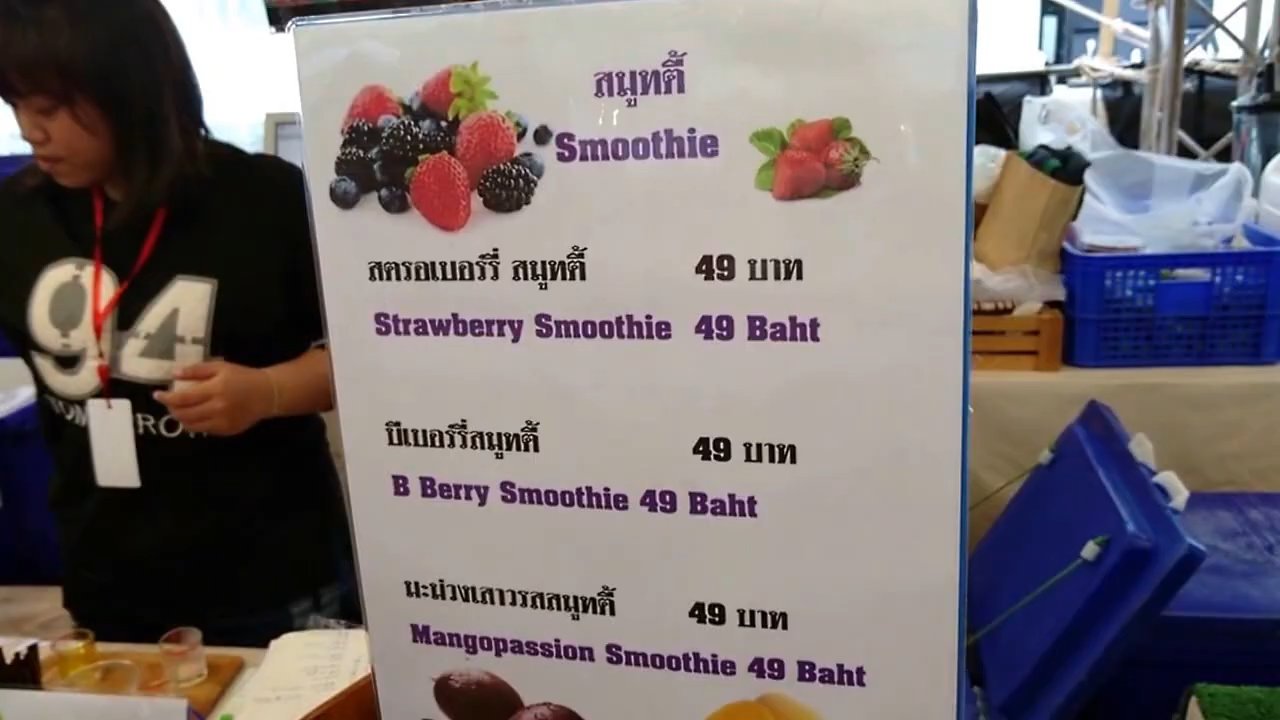 สมูทตี้
Smoothie
สตรอเบอร์รี่ สมูทตี้ 49 บาท
Strawberry Smoothie 49 Baht
บีเบอร์รี่สมูทตี้ 49 บาท
B Berry Smoothie 49 Baht
มะม่วงเสาวรสสมูทตี้ 49 บาท
Mangopassion Smoothie 49 Baht
94